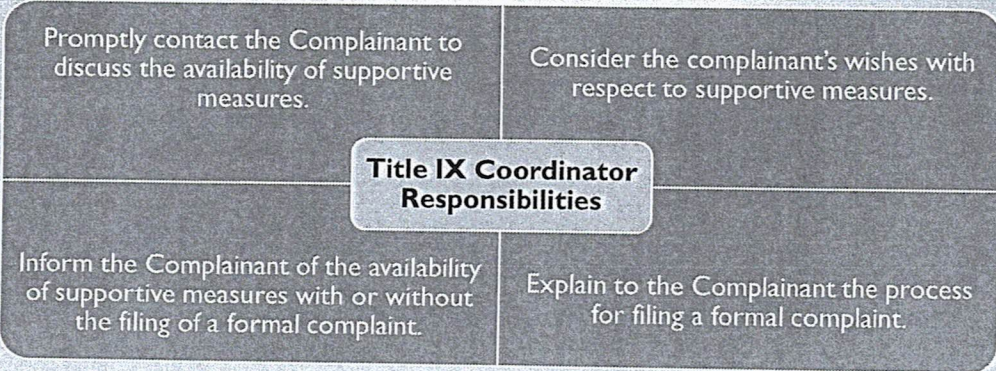 Promptly contact the Complainant to
discuss the availability of supportive
measures.
Consider the complainant's wishes with
respect to supportive measures.
Title IX Coordinator
Responsibilities
Inform the Complainant of the availability
of supportive measures with or without
the filing of a formal complaint.
Explain to the Complainant the process
for filing a formal complaint.